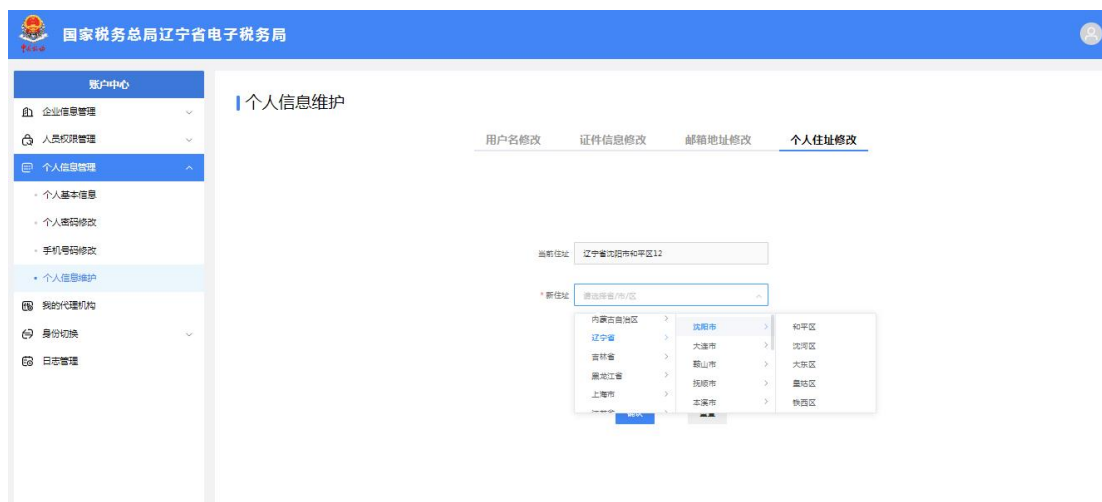 国家税务总局辽宁省电子税务局
账户中心
企业信息管理
人员权限管理
个人信息管理
个人基本信息
个人密码修改
手机号码修改
个人信息维护
我的代理机构
身份切换
日志管理
个人信息维护
用户名修改 证件信息修改 邮箱地址修改 个人住址修改
当前住址 辽宁省沈阳市和平区12
*新住址 请选择省/市/区
内蒙古自治区
辽宁省 沈阳市 和平区
吉林省 大连市 沈河区
黑龙江省 鞍山市 大东区
上海市 抚顺市 皇姑区
本溪市 铁西区